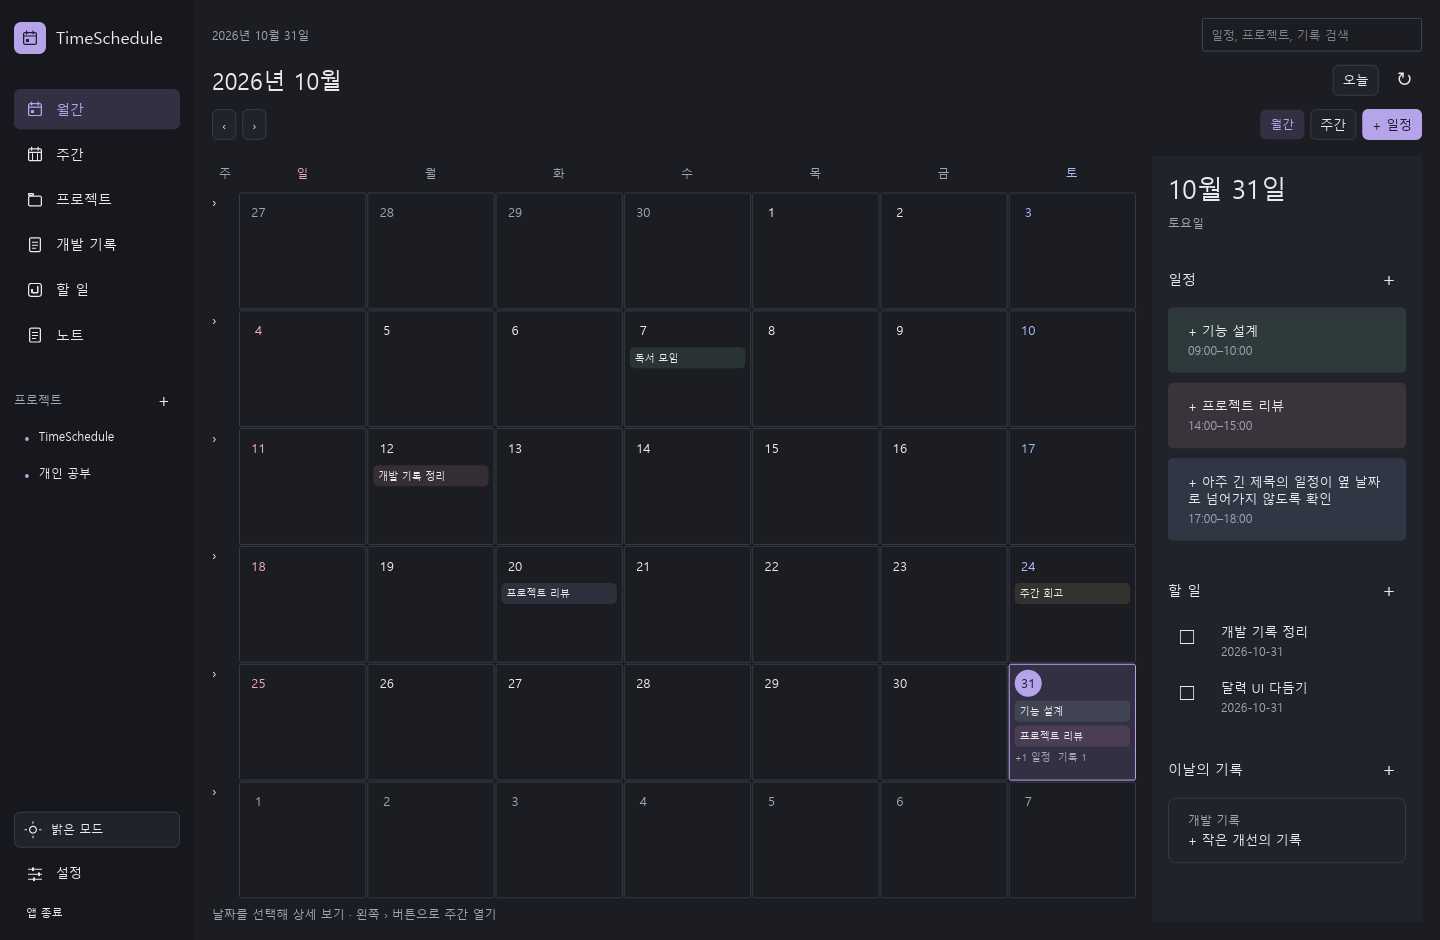 TimeSchedule
월간
주간
프로젝트
개발 기록
할 일
노트
프로젝트 +
• TimeSchedule
• 개인 공부
밝은 모드
설정
앱 종료
2026년 10월 31일
일정, 프로젝트, 기록 검색
2026년 10월
오늘 ↻
‹ ›
월간 주간 + 일정
주 일 월 화 수 목 금 토
› 27 28 29 30 1 2 3
› 4 5 6 7 8 9 10
독서 모임
› 11 12 13 14 15 16 17
개발 기록 정리
› 18 19 20 21 22 23 24
프로젝트 리뷰 주간 회고
› 25 26 27 28 29 30 31
기능 설계
프로젝트 리뷰
+1 일정 기록 1
› 1 2 3 4 5 6 7
날짜를 선택해 상세 보기 · 왼쪽 › 버튼으로 주간 열기
10월 31일
토요일
일정 +
+ 기능 설계
09:00–10:00
+ 프로젝트 리뷰
14:00–15:00
+ 아주 긴 제목의 일정이 옆 날짜
로 넘어가지 않도록 확인
17:00–18:00
할 일 +
개발 기록 정리
2026-10-31
달력 UI 다듬기
2026-10-31
이날의 기록 +
개발 기록
+ 작은 개선의 기록